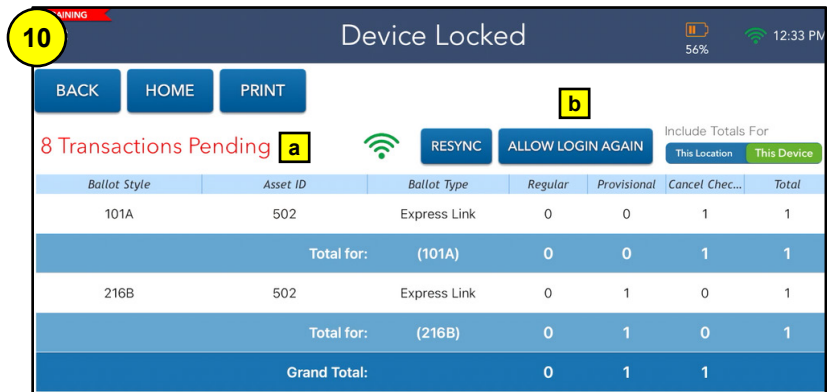 AINING
10
Device Locked
56%
12:33 PM
BACK HOME PRINT
b
8 Transactions Pending a
RESYNC ALLOW LOGIN AGAIN
Include Totals For
This Location This Device
Ballot Style Asset ID Ballot Type Regular Provisional Cancel Chec... Total
101A 502 Express Link 0 0 1 1
Total for: (101A) 0 0 1 1
216B 502 Express Link 0 1 0 1
Total for: (216B) 0 1 0 1
Grand Total: 0 1 1